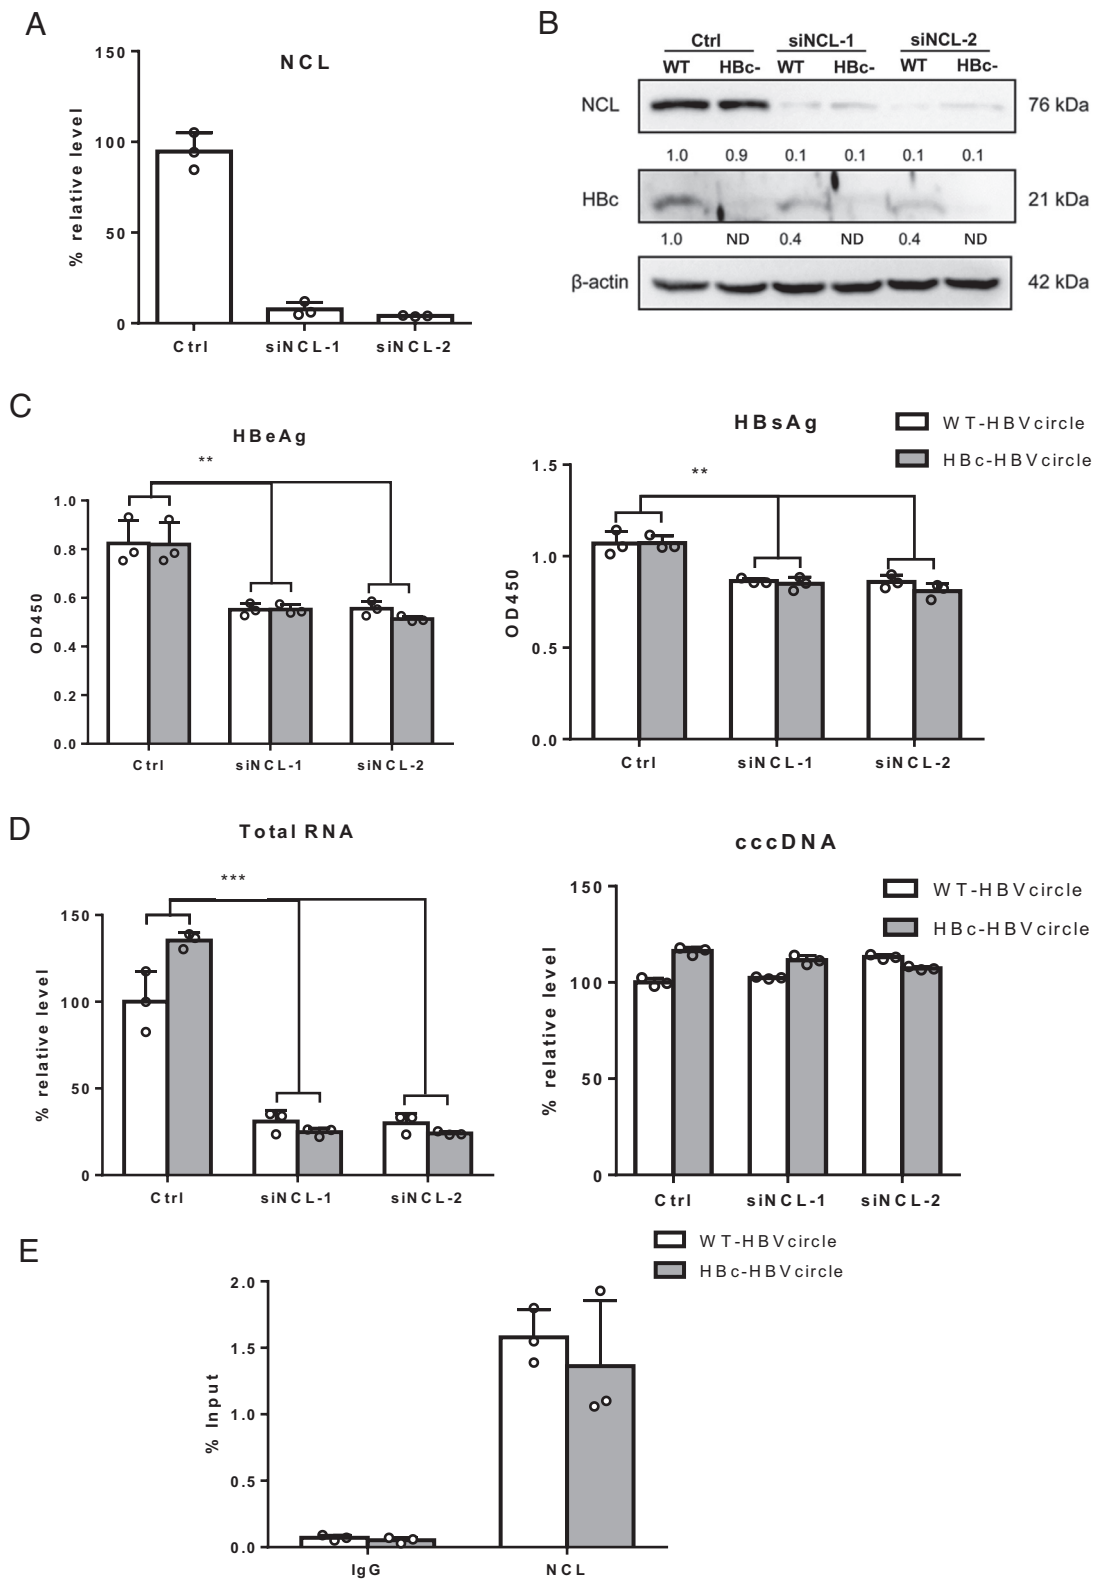 A
NCL
% relative level
150
100
50
0
Ctrl siNCL-1 siNCL-2
B
Ctrl siNCL-1 siNCL-2
WT HBc- WT HBc- WT HBc-
NCL 76 kDa
1.0 0.9 0.1 0.1 0.1 0.1
HBc 21 kDa
1.0 ND 0.4 ND 0.4 ND
β-actin 42 kDa
C
HBeAg
**
OD450
1.0
0.8
0.6
0.4
0.2
0.0
Ctrl siNCL-1 siNCL-2
HBsAg
WT-HBVcircle
HBc-HBVcircle
**
OD450
1.5
1.0
0.5
0.0
Ctrl siNCL-1 siNCL-2
D
Total RNA
***
% relative level
150
100
50
0
Ctrl siNCL-1 siNCL-2
cccDNA
WT-HBVcircle
HBc-HBVcircle
% relative level
150
100
50
0
Ctrl siNCL-1 siNCL-2
E
WT-HBVcircle
HBc-HBVcircle
% Input
2.0
1.5
1.0
0.5
0.0
IgG NCL